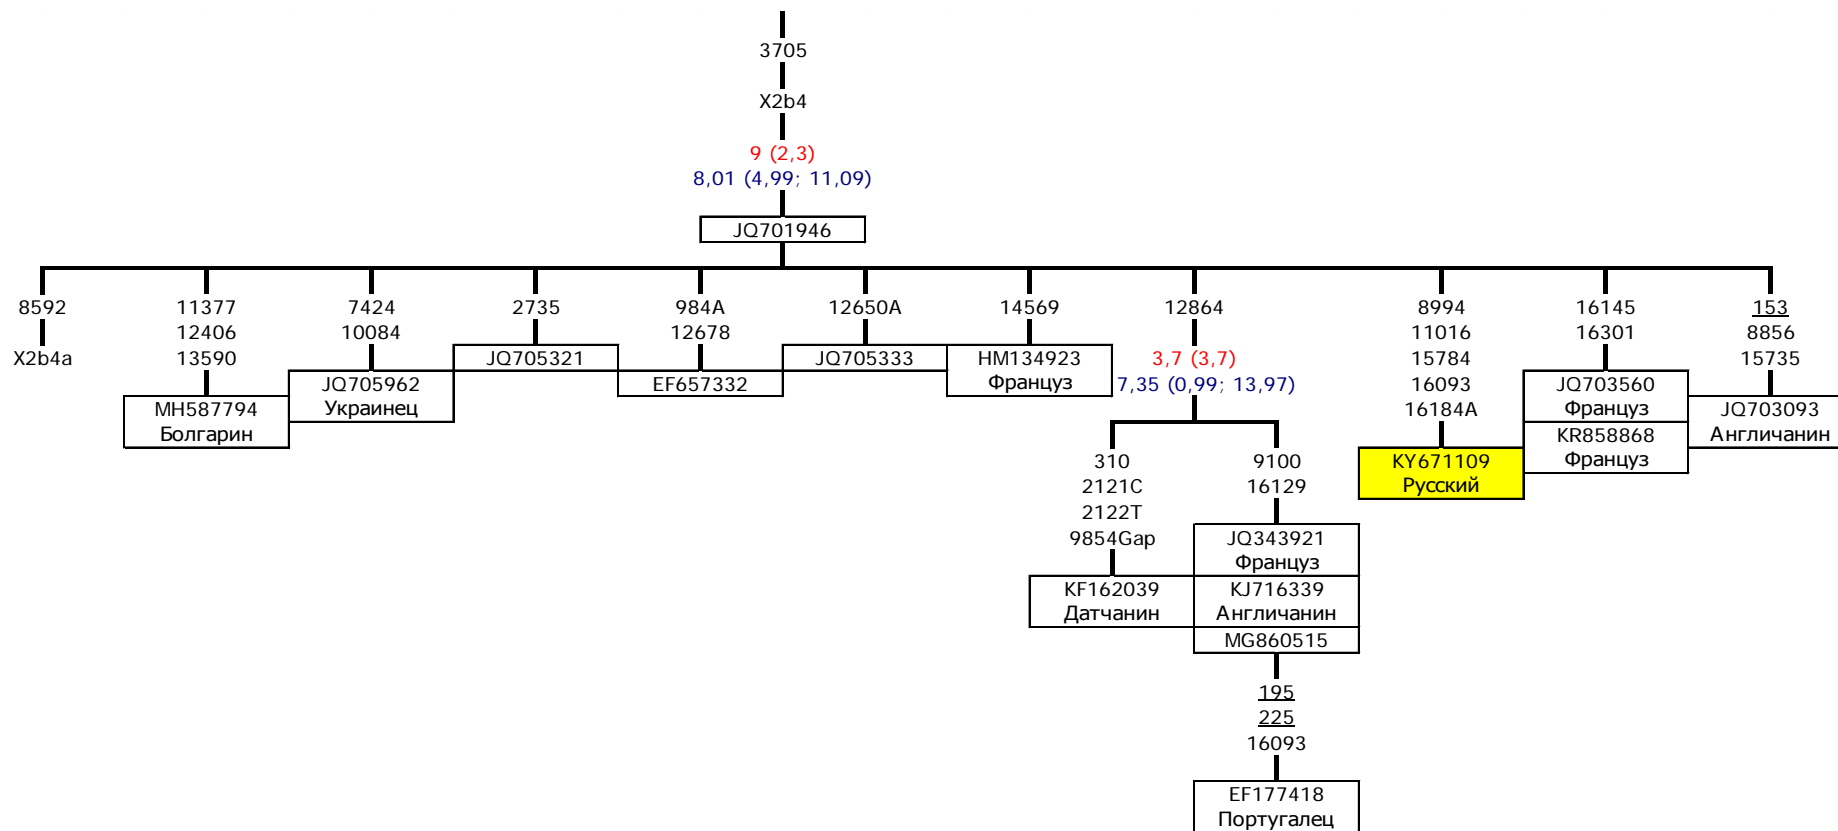 3705
X2b4
9 (2,3)
8,01 (4,99; 11,09)
JQ701946
8592
X2b4a
11377
12406
13590
MH587794
Болгарин
7424
10084
JQ705962
Украинец
2735
JQ705321
984A
12678
EF657332
12650A
JQ705333
14569
HM134923
Француз
12864
3,7 (3,7)
7,35 (0,99; 13,97)
310
2121C
2122T
9854Gap
KF162039
Датчанин
9100
16129
JQ343921
Француз
KJ716339
Англичанин
MG860515
195
225
16093
EF177418
Португалец
8994
11016
15784
16093
16184A
KY671109
Русский
16145
16301
JQ703560
Француз
KR858868
Француз
153
8856
15735
JQ703093
Англичанин